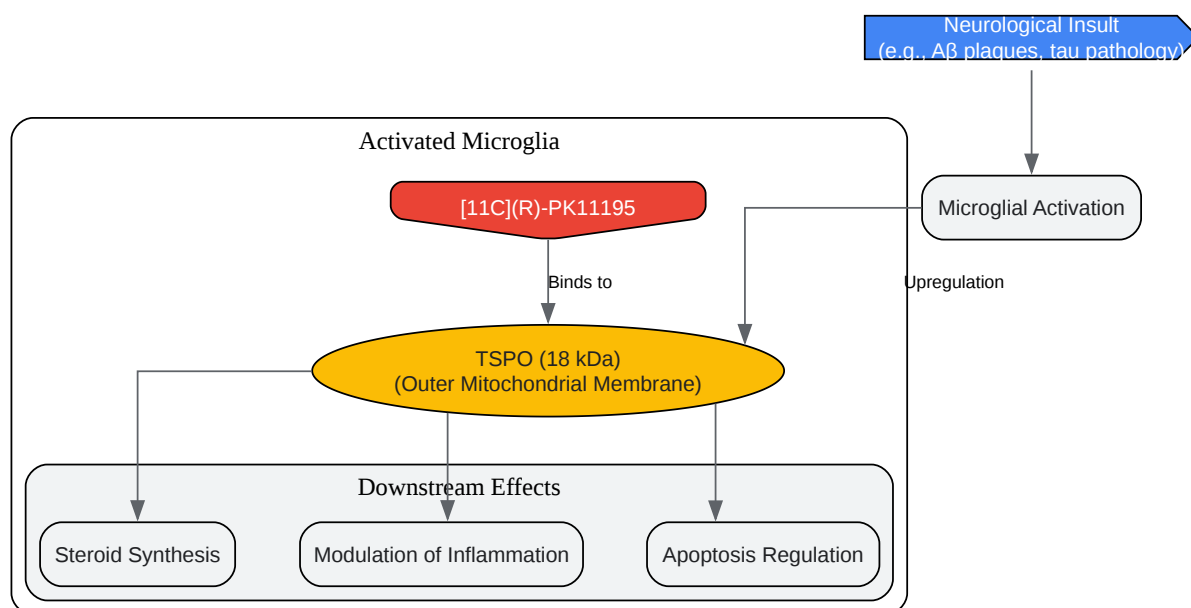 Neurological Insult
(e.g., Aβ plaques, tau pathology)
Activated Microglia
[11C](R)-PK11195
Microglial Activation
Binds to
Upregulation
TSPO (18 kDa)
(Outer Mitochondrial Membrane)
Downstream Effects
Steroid Synthesis
Modulation of Inflammation
Apoptosis Regulation